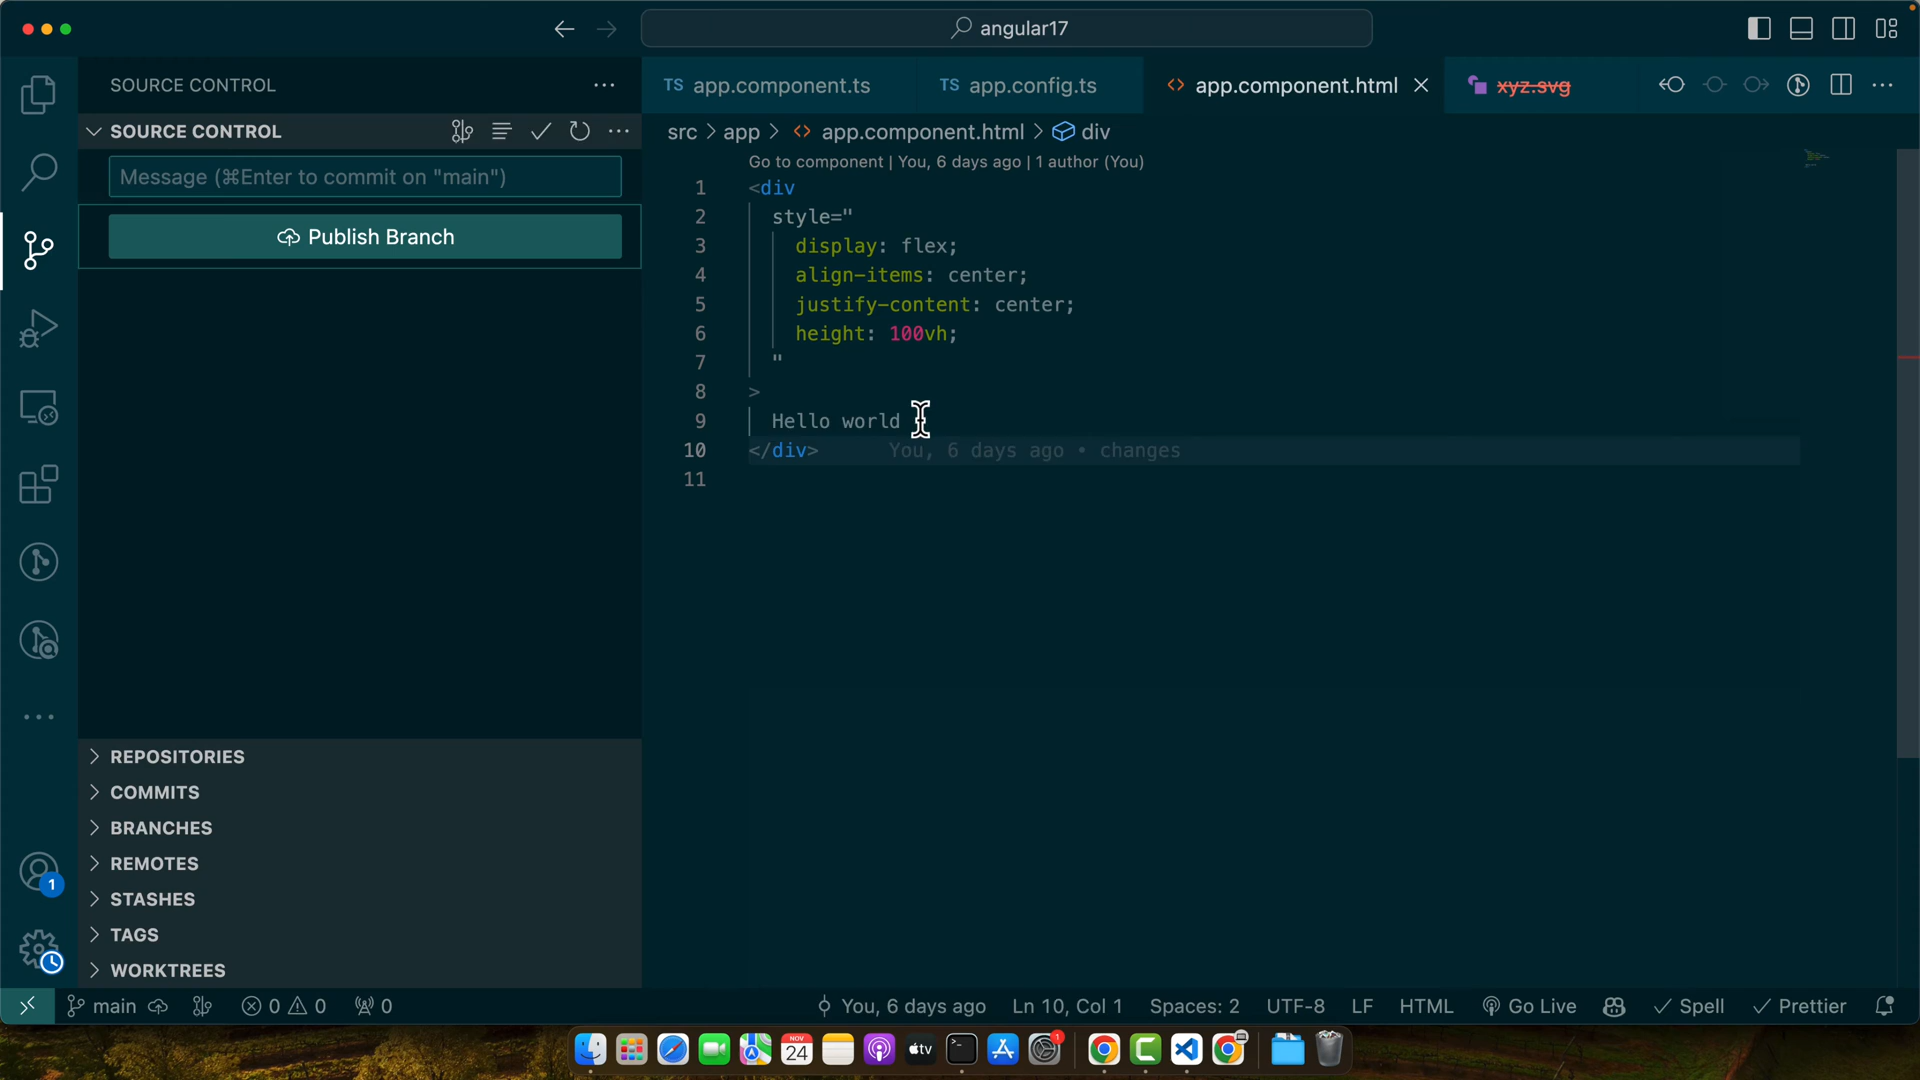 angular17
SOURCE CONTROL
SOURCE CONTROL
Message (⌘Enter to commit on "main")
Publish Branch
REPOSITORIES
COMMITS
BRANCHES
REMOTES
STASHES
TAGS
WORKTREES
1
TS app.component.ts
TS app.config.ts
<> app.component.html
xyz.svg
src > app > <> app.component.html > div
Go to component | You, 6 days ago | 1 author (You)
1 <div
2 style="
3 display: flex;
4 align-items: center;
5 justify-content: center;
6 height: 100vh;
7 "
8 >
9 Hello world
10 </div> You, 6 days ago • changes
11
main 0 0 0 You, 6 days ago Ln 10, Col 1 Spaces: 2 UTF-8 LF HTML Go Live Spell Prettier
NOV
24
tv
1